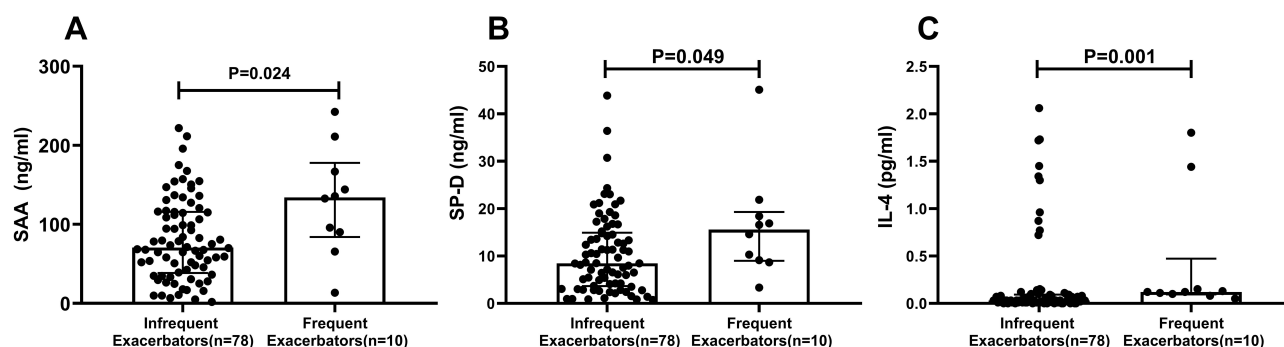 A
P=0.024
SAA (ng/ml)
300
200
100
0
Infrequent
Exacerbators(n=78)
Frequent
Exacerbators(n=10)
B
P=0.049
SP-D (ng/ml)
50
40
30
20
10
0
Infrequent
Exacerbators(n=78)
Frequent
Exacerbators(n=10)
C
P=0.001
IL-4 (pg/ml)
2.5
2.0
1.5
1.0
0.5
0.0
Infrequent
Exacerbators(n=78)
Frequent
Exacerbators(n=10)